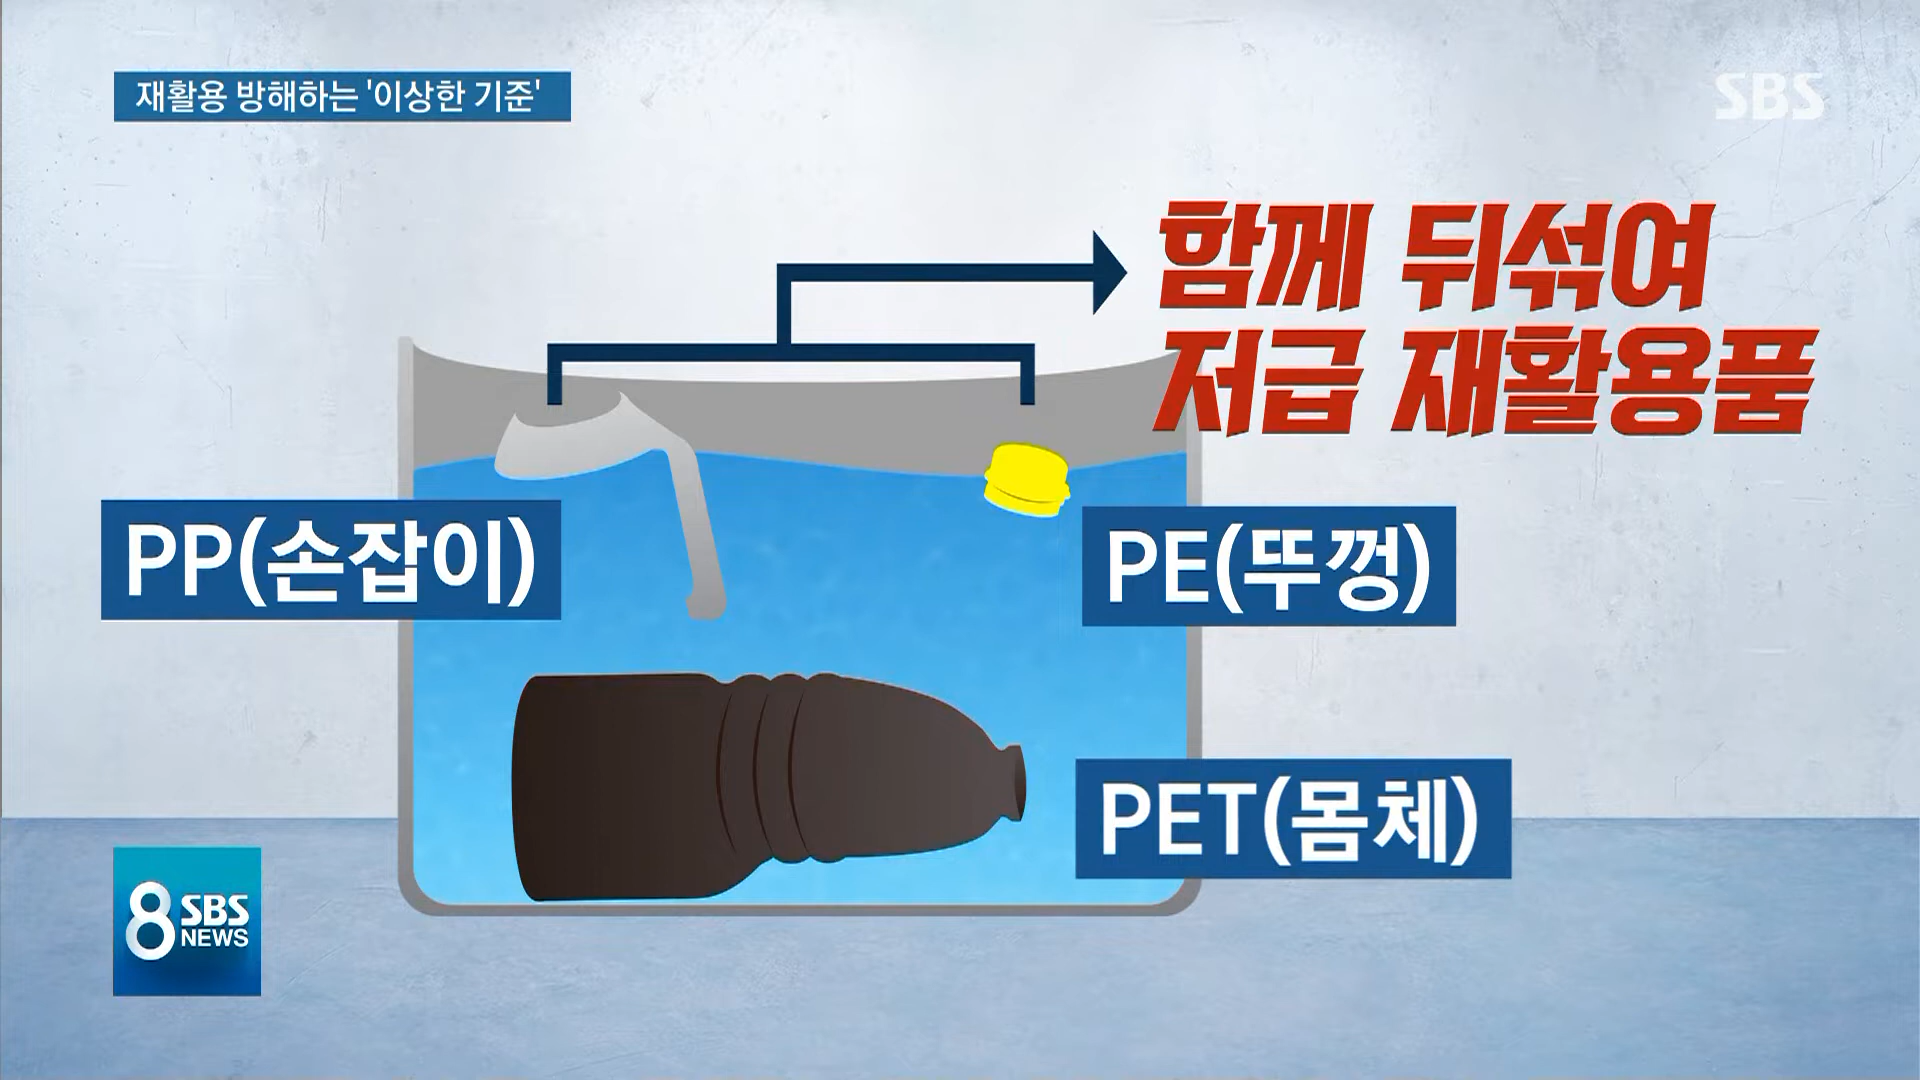 재활용 방해하는 '이상한 기준'
SBS
함께 뒤섞여
저급 재활용품
PP(손잡이)
PE(뚜껑)
PET(몸체)
8 SBS
NEWS